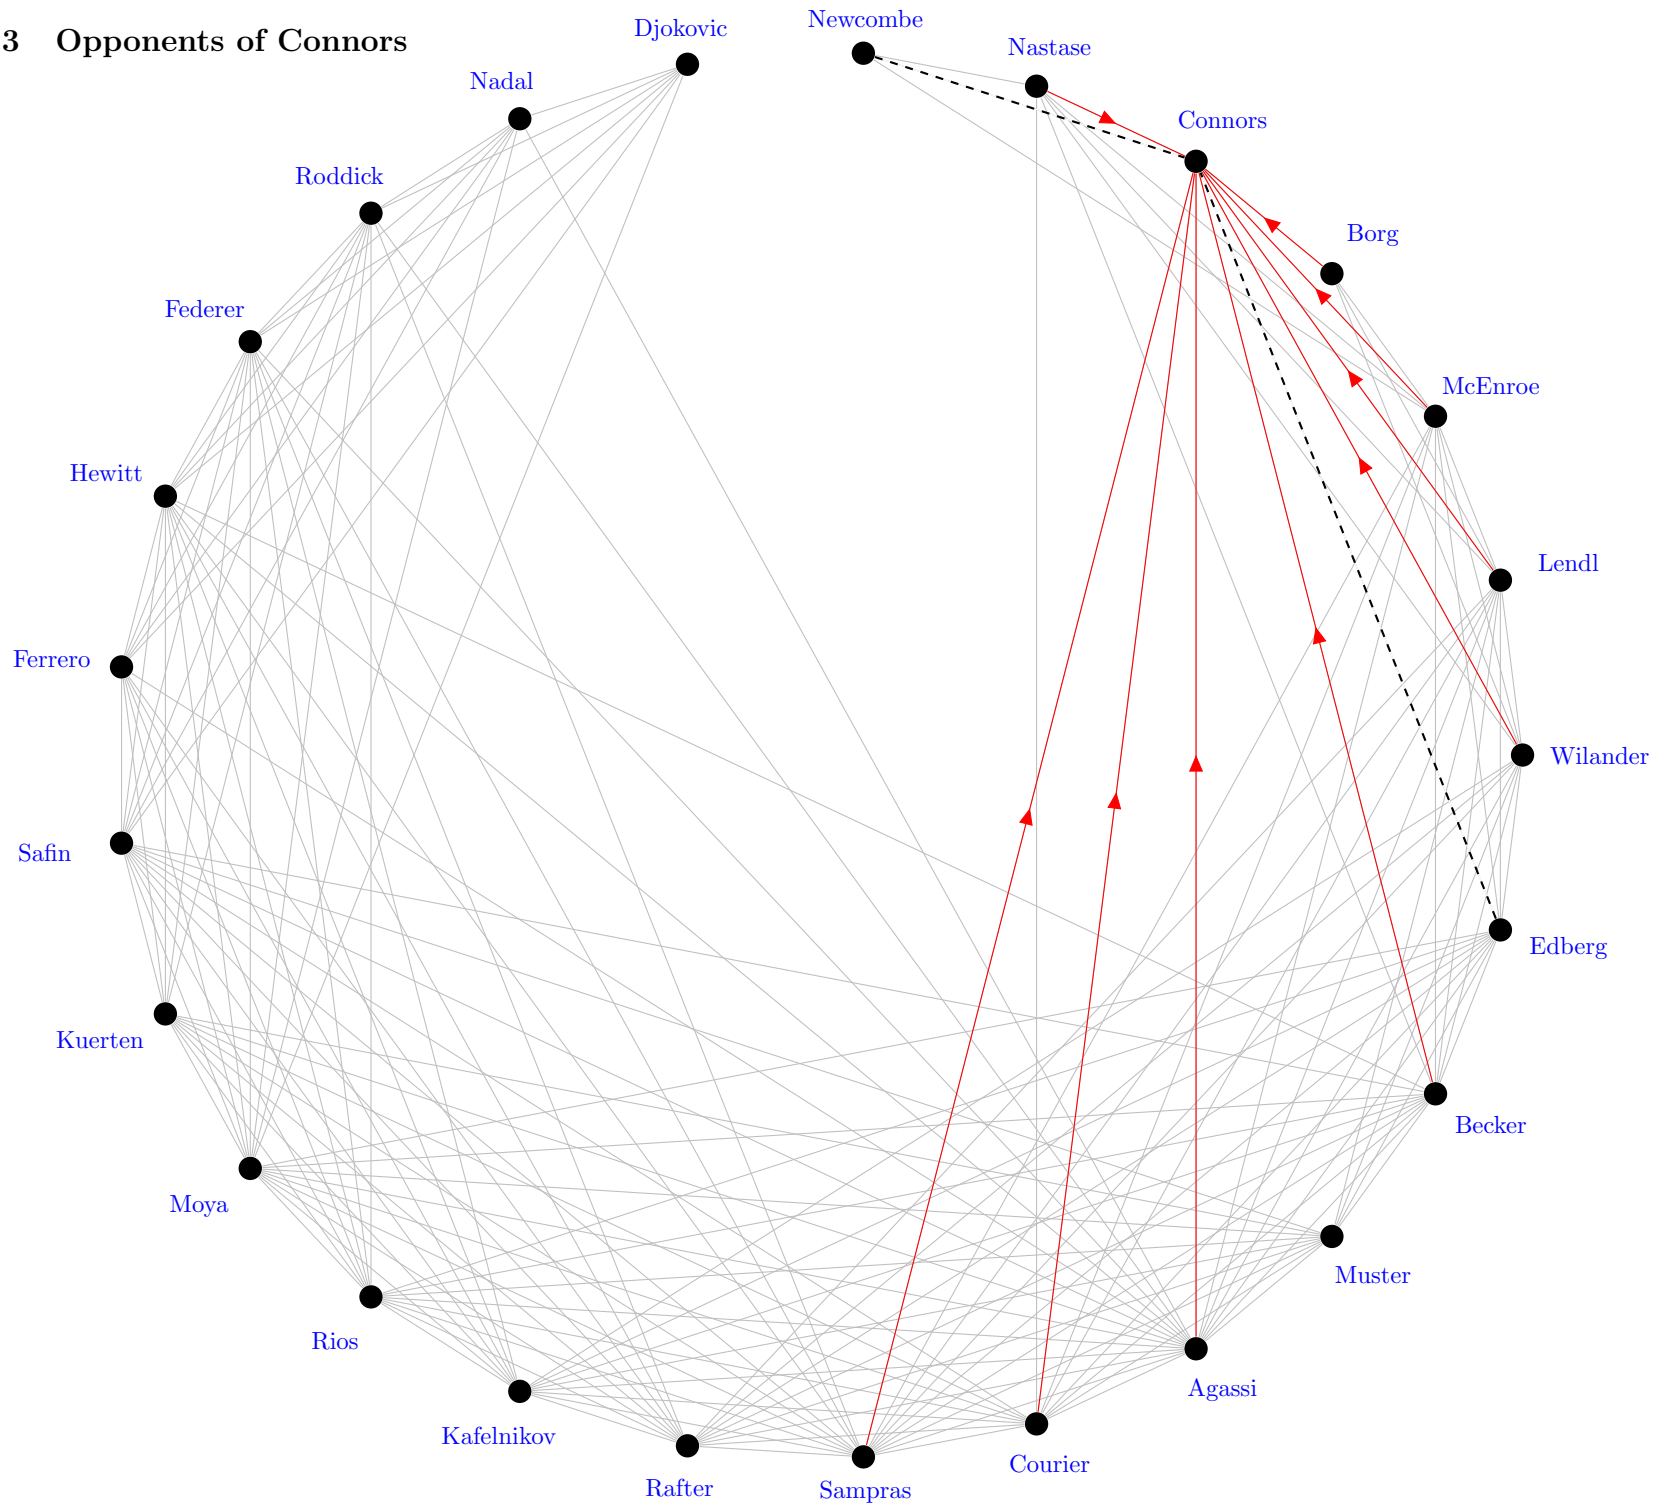 3 Opponents of Connors
Newcombe
Djokovic
Nastase
Nadal
Connors
Roddick
Borg
Federer
McEnroe
Hewitt
Lendl
Ferrero
Wilander
Safin
Edberg
Kuerten
Becker
Moya
Muster
Rios
Agassi
Kafelnikov
Courier
Rafter
Sampras